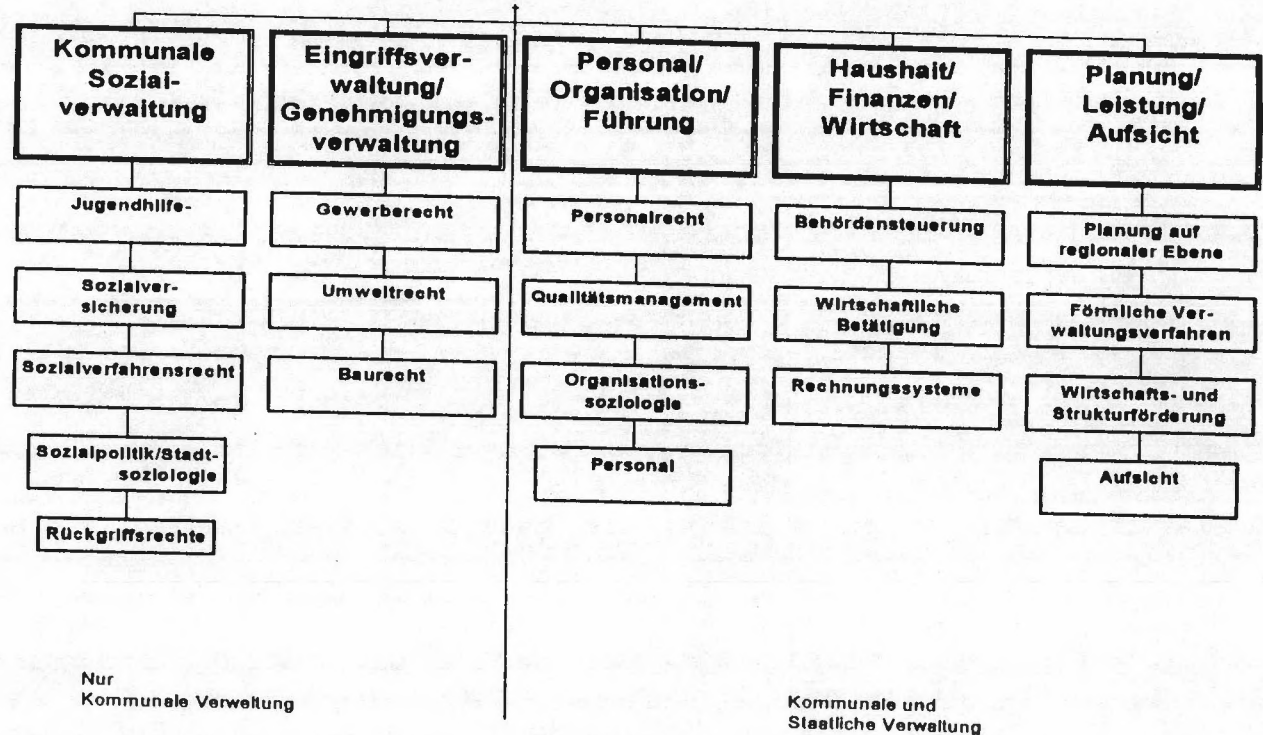 Kommunale
Sozial-
verwaltung
Jugendhilfe-
Sozialver-
sicherung
Sozialverfahrensrecht
Sozialpolitik/Stadt-
soziologie
Rückgriffsrechte
Eingriffsver-
waltung/
Genehmigungs-
verwaltung
Gewerberecht
Umweltrecht
Baurecht
Personal/
Organisation/
Führung
Personalrecht
Qualitätsmanagement
Organisations-
soziologie
Personal
Haushalt/
Finanzen/
Wirtschaft
Behördensteuerung
Wirtschaftliche
Betätigung
Rechnungssysteme
Planung/
Leistung/
Aufsicht
Planung auf
regionaler Ebene
Förmliche Ver-
waltungsverfahren
Wirtschafts- und
Strukturförderung
Aufsicht
Nur
Kommunale Verwaltung
Kommunale und
Staatliche Verwaltung